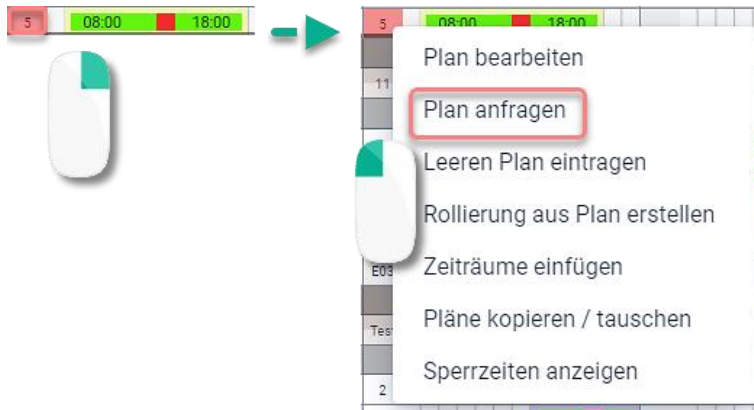 5 08:00 18:00
5 08:00 18:00
Plan bearbeiten
11
Plan anfragen
Leeren Plan eintragen
Rollierung aus Plan erstellen
E03
Zeiträume einfügen
Tes
Pläne kopieren / tauschen
Sperrzeiten anzeigen
2